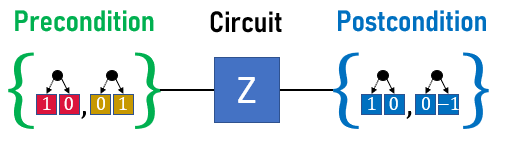 Precondition Circuit Postcondition
{ 1 0 , 0 1 } Z { 1 0 , 0 -1 }